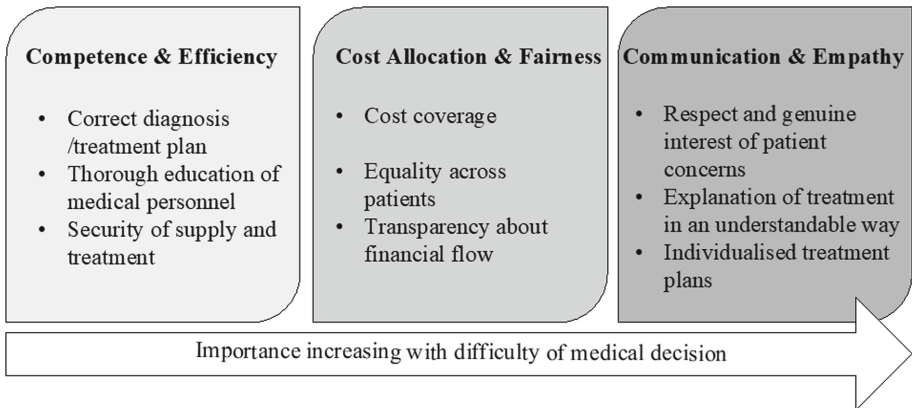 Competence & Efficiency
• Correct diagnosis
/treatment plan
• Thorough education of
medical personnel
• Security of supply and
treatment
Cost Allocation & Fairness
• Cost coverage
• Equality across
patients
• Transparency about
financial flow
Communication & Empathy
• Respect and genuine
interest of patient
concerns
• Explanation of treatment
in an understandable way
• Individualised treatment
plans
Importance increasing with difficulty of medical decision